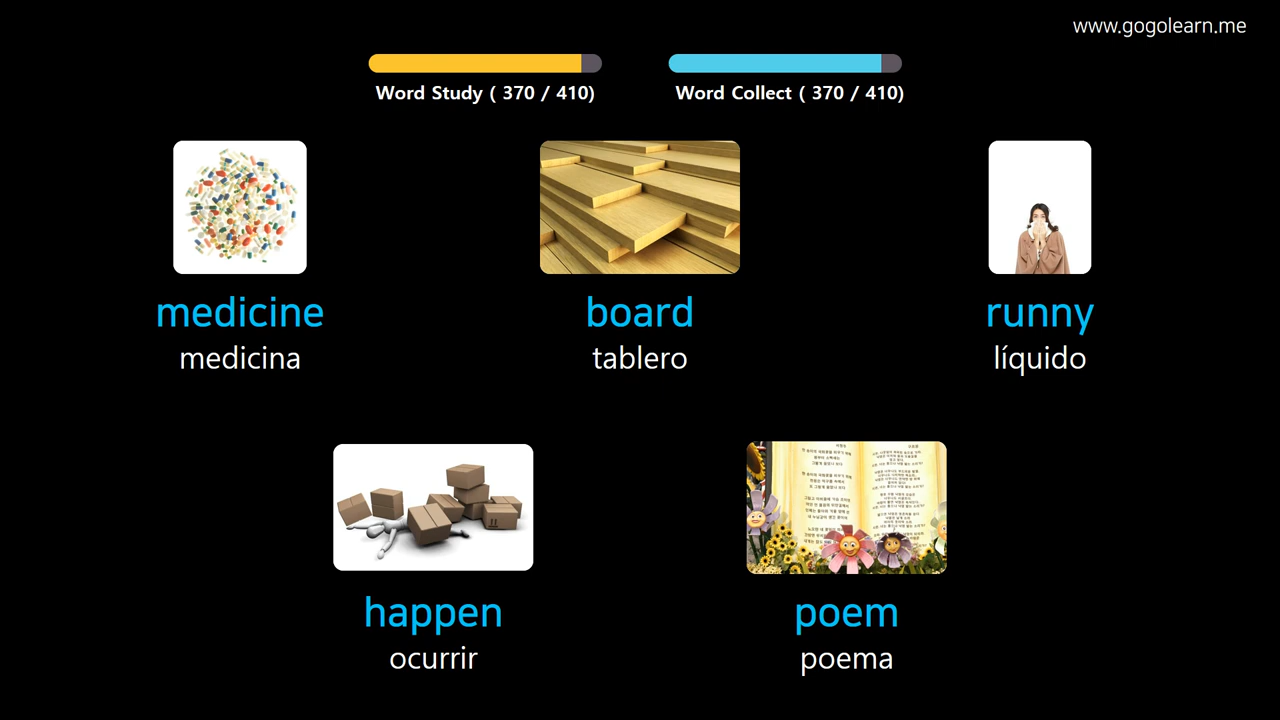 www.gogolearn.me
Word Study ( 370 / 410)
Word Collect ( 370 / 410)
medicine
medicina
board
tablero
runny
líquido
happen
ocurrir
poem
poema